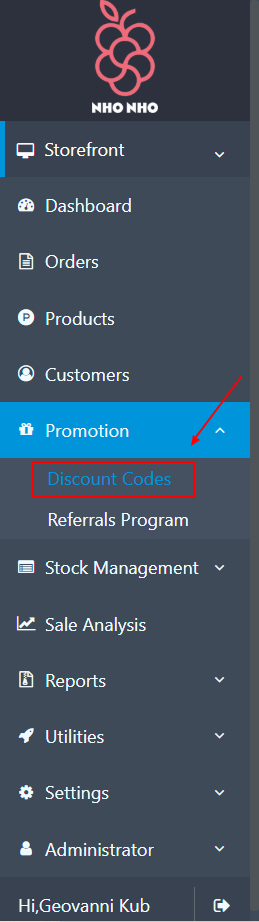 NHO NHO
Storefront
Dashboard
Orders
P Products
Customers
Promotion
Discount Codes
Referrals Program
Stock Management
Sale Analysis
Reports
Utilities
Settings
Administrator
Hi,Geovanni Kub